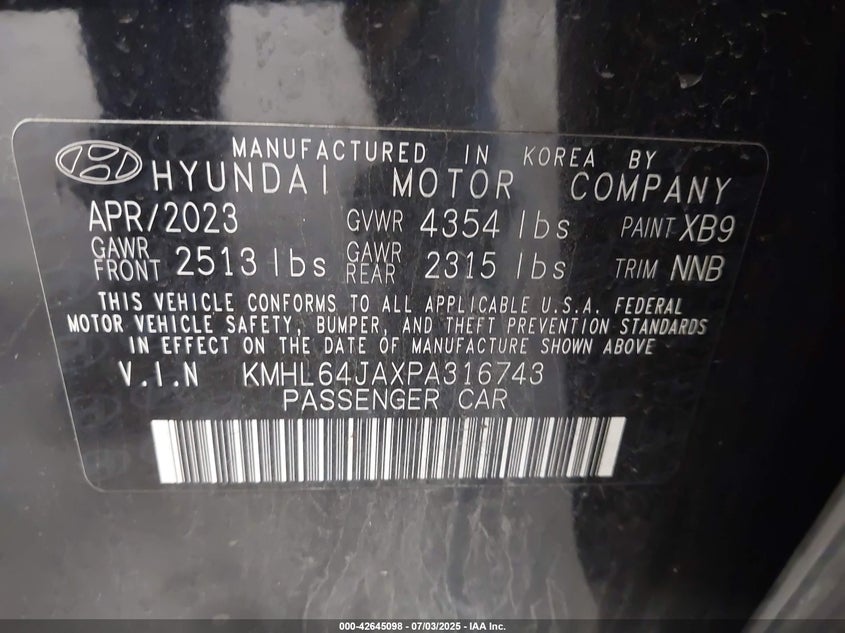 MANUFACTURED IN KOREA BY
HYUNDAI MOTOR COMPANY
APR/2023 GVWR 4354 lbs PAINT XB9
GAWR FRONT 2513 lbs GAWR REAR 2315 lbs TRIM NNB
THIS VEHICLE CONFORMS TO ALL APPLICABLE U.S.A. FEDERAL
MOTOR VEHICLE SAFETY, BUMPER, AND THEFT PREVENTION STANDARDS
IN EFFECT ON THE DATE OF MANUFACTURE SHOWN ABOVE
V.I.N KMHL64JAXPA316743
PASSENGER CAR
000-42645098 - 07/03/2025 - IAA Inc.